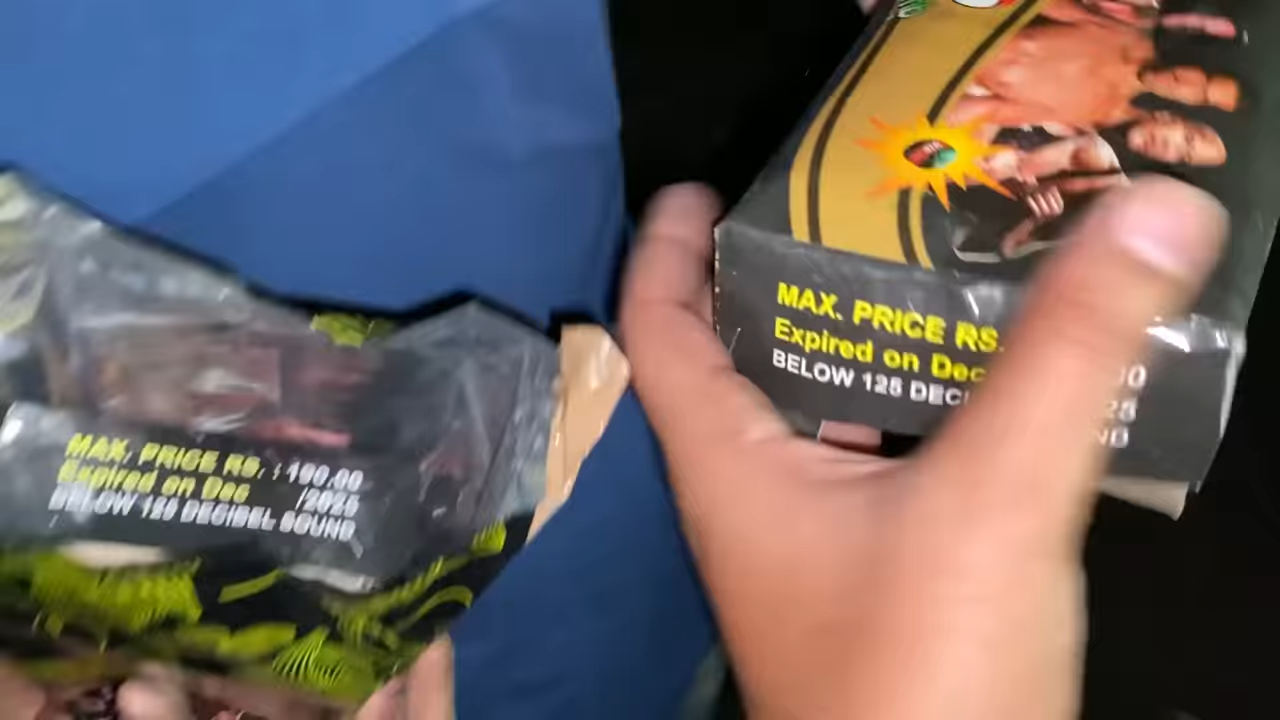 MAX. PRICE RS. : 190.00
Expired on Dec /2025
BELOW 125 DECIBEL SOUND
MAX. PRICE RS.
Expired on Dec
BELOW 125